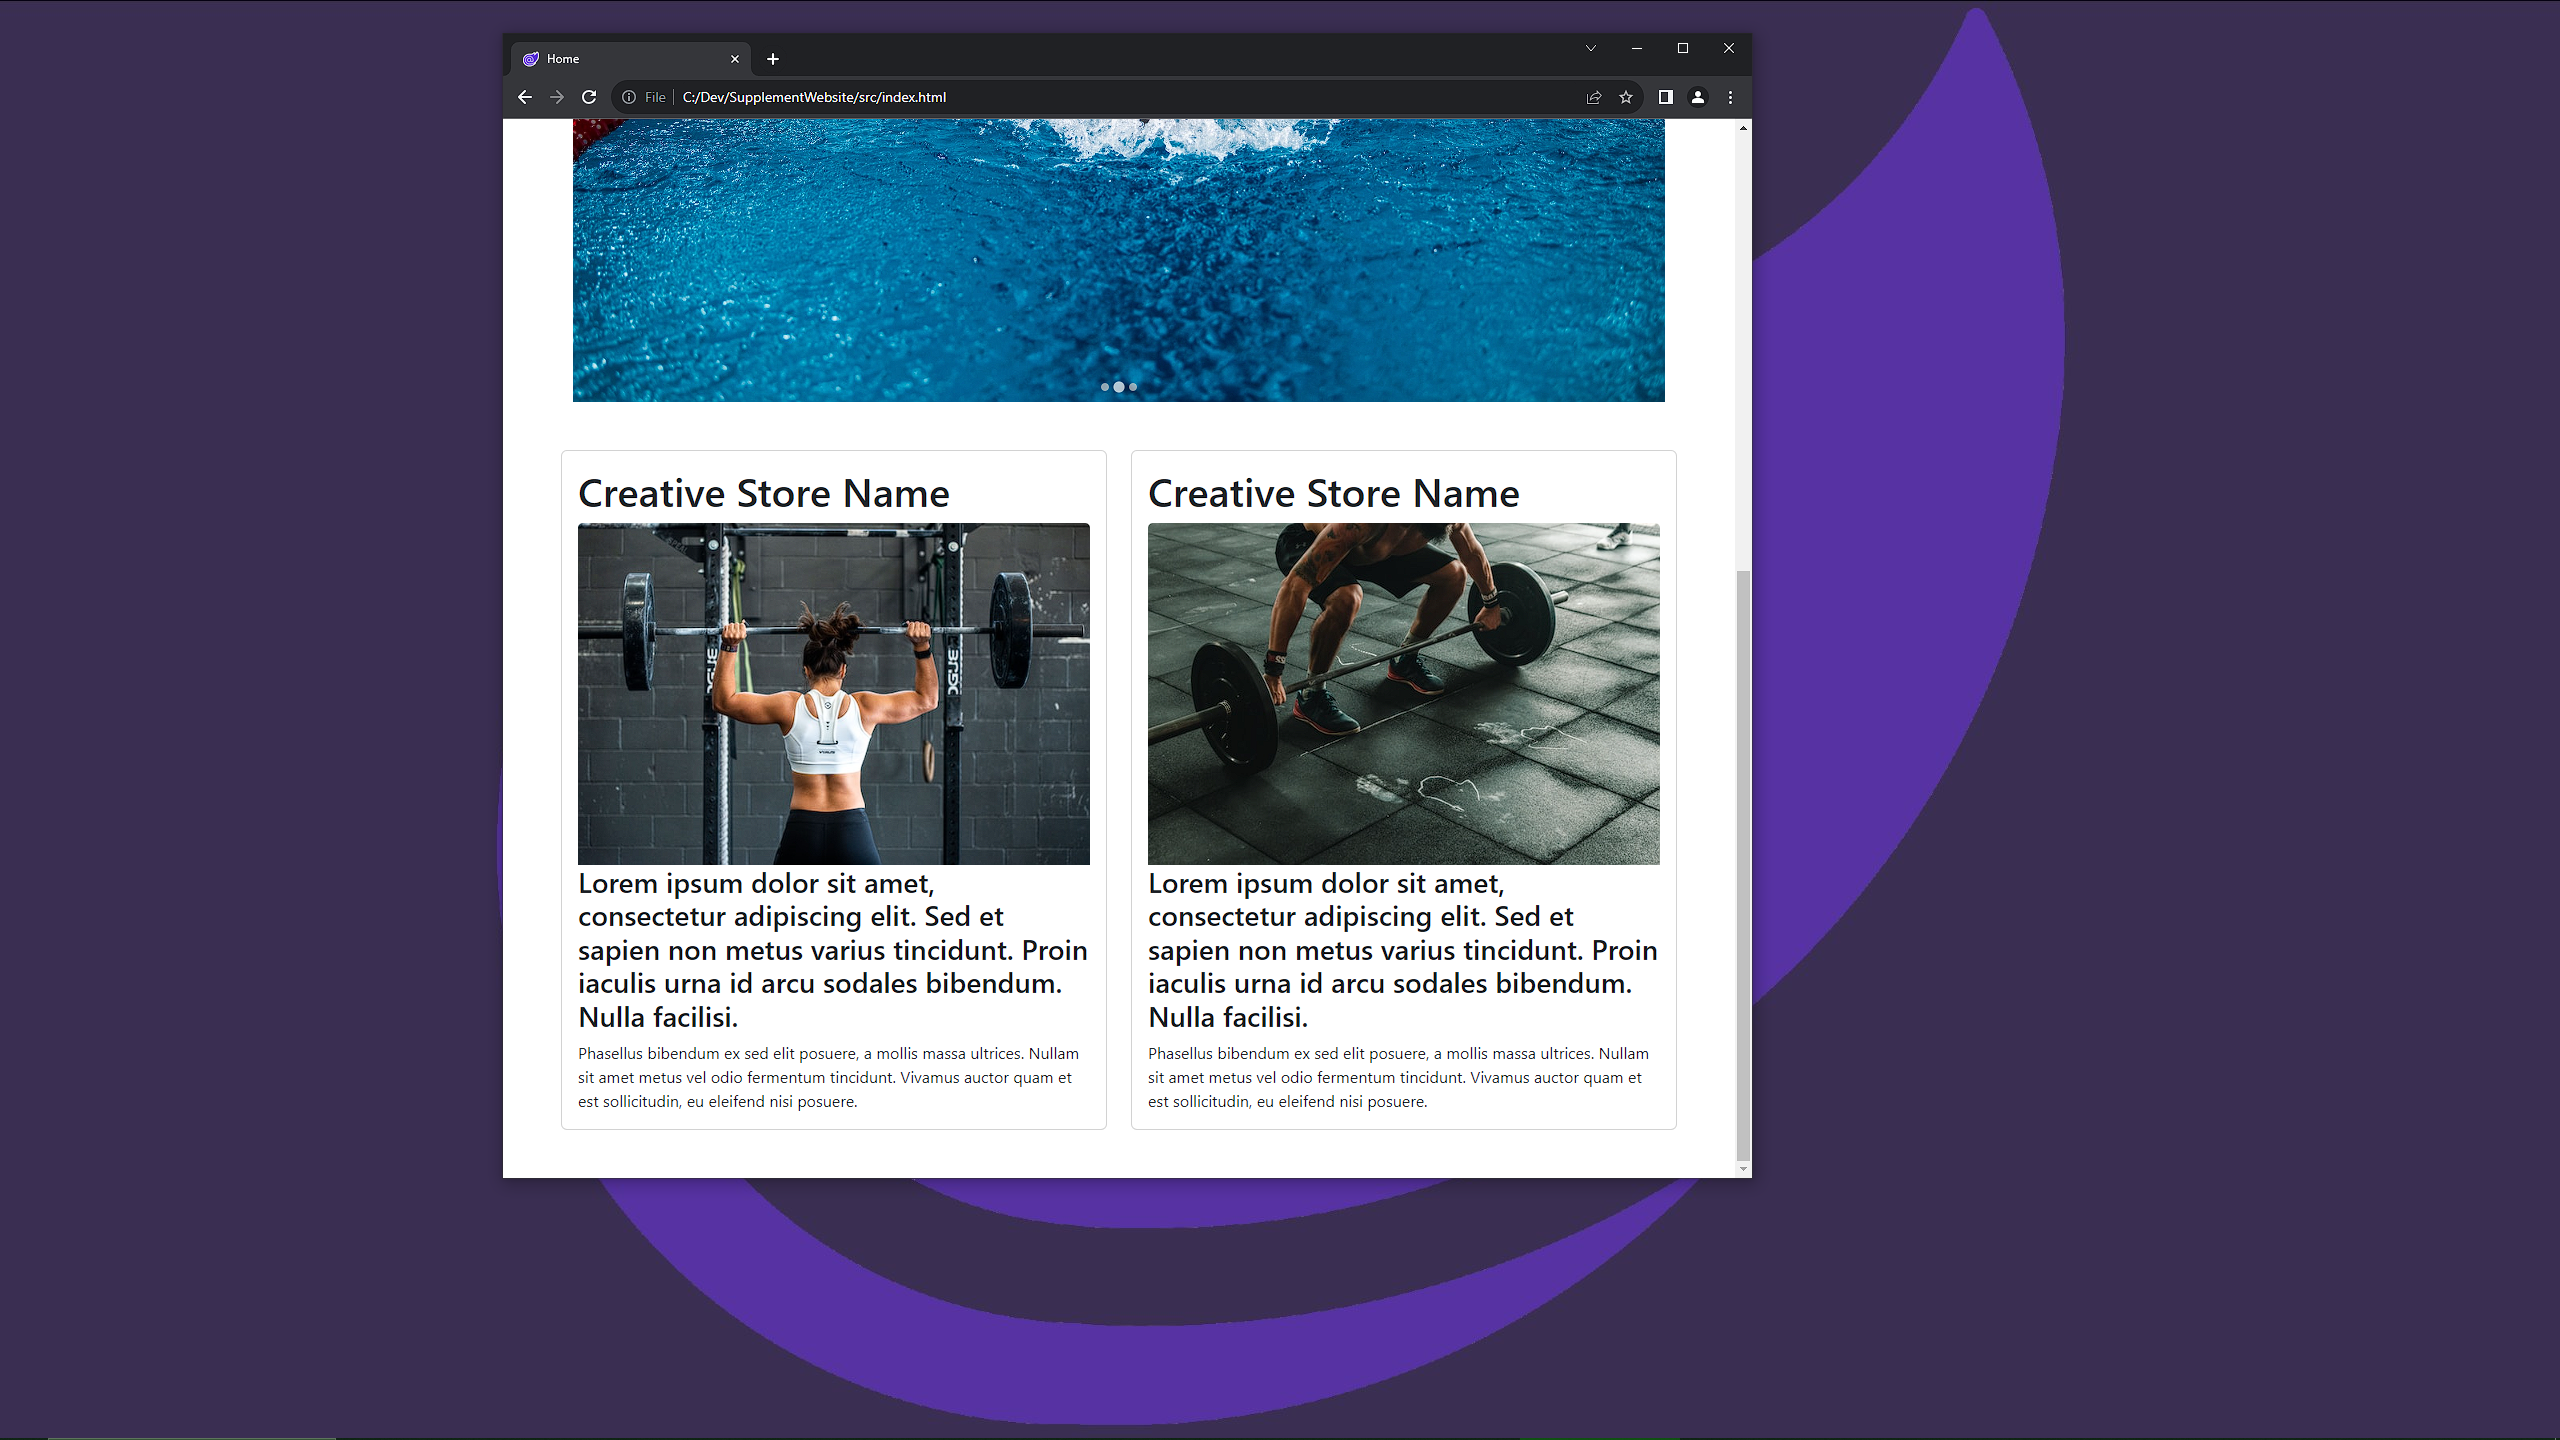 Home
File
C:/Dev/SupplementWebsite/src/index.html
Creative Store Name
Lorem ipsum dolor sit amet,
consectetur adipiscing elit. Sed et
sapien non metus varius tincidunt. Proin
iaculis urna id arcu sodales bibendum.
Nulla facilisi.
Phasellus bibendum ex sed elit posuere, a mollis massa ultrices. Nullam
sit amet metus vel odio fermentum tincidunt. Vivamus auctor quam et
est sollicitudin, eu eleifend nisi posuere.
Creative Store Name
Lorem ipsum dolor sit amet,
consectetur adipiscing elit. Sed et
sapien non metus varius tincidunt. Proin
iaculis urna id arcu sodales bibendum.
Nulla facilisi.
Phasellus bibendum ex sed elit posuere, a mollis massa ultrices. Nullam
sit amet metus vel odio fermentum tincidunt. Vivamus auctor quam et
est sollicitudin, eu eleifend nisi posuere.